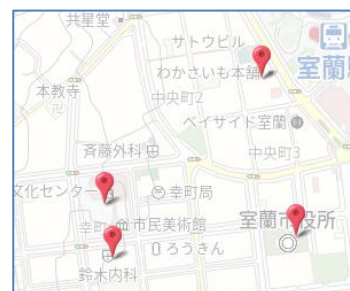 共星堂
サトウビル
わかさいも本舗
室蘭
本教寺
中央町2
ベイサイド室蘭
斉藤外科
中央町3
文化センター
幸町局
幸町
市民美術館
室蘭市役所
ろうきん
鈴木内科